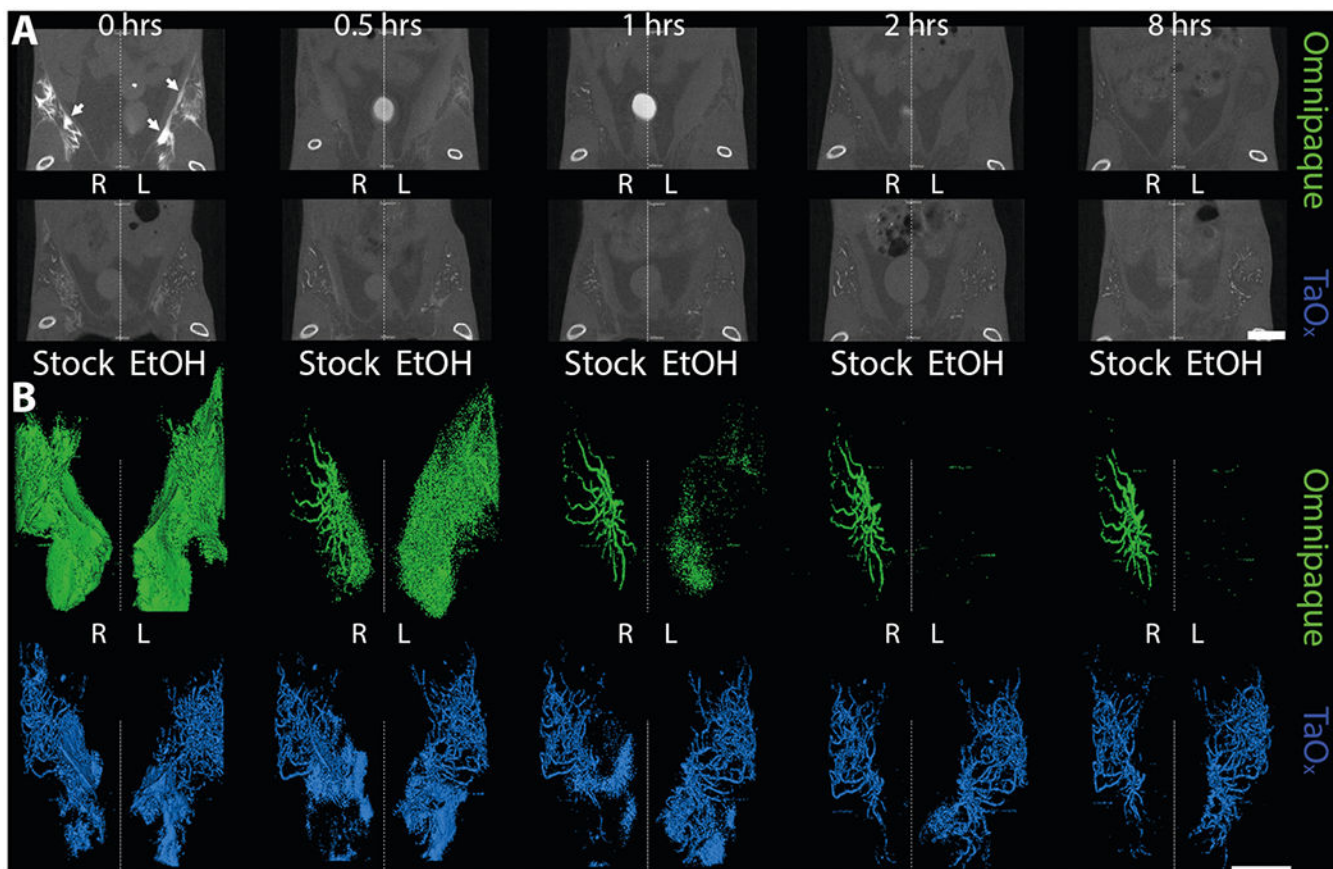 A
0 hrs 0.5 hrs 1 hrs 2 hrs 8 hrs
Omnipaque
R L R L R L R L R L
TaOx
Stock EtOH Stock EtOH Stock EtOH Stock EtOH Stock EtOH
B
Omnipaque
R L R L R L R L R L
TaOx